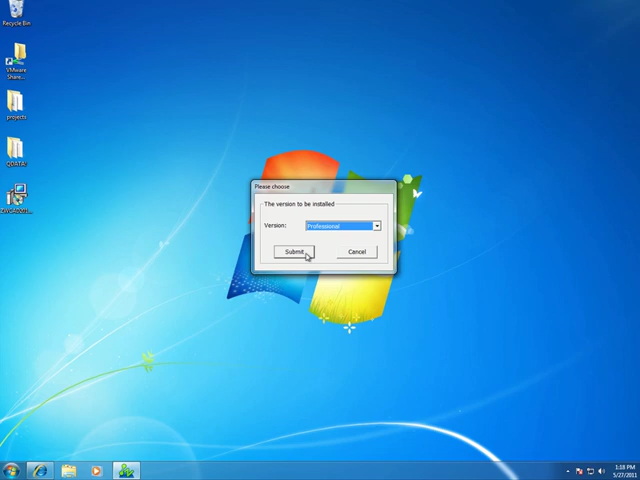 Recycle Bin
VMware
Share...
projects
QDATA
Please choose
The version to be installed
Version:
Professional
Submit
Cancel
1:18 PM
5/27/2011